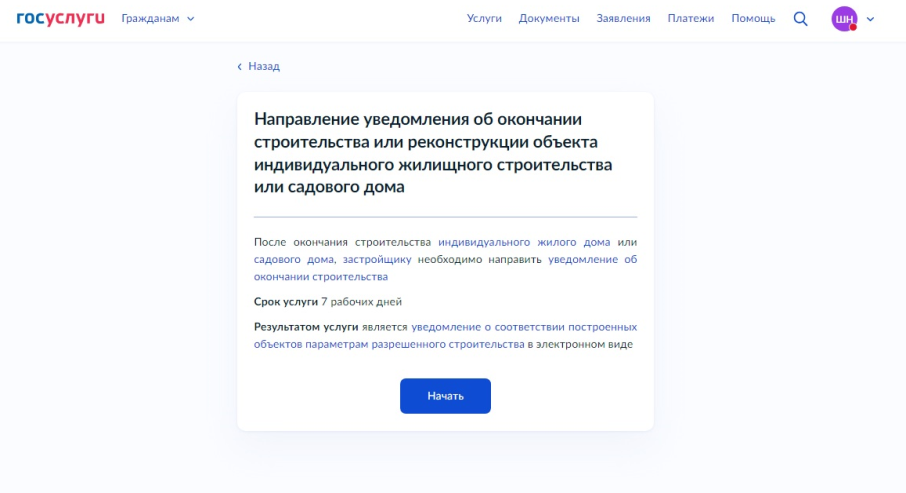 госуслуги Гражданам Услуги Документы Заявления Платежи Помощь ШН
Назад
Направление уведомления об окончании
строительства или реконструкции объекта
индивидуального жилищного строительства
или садового дома
После окончания строительства индивидуального жилого дома или
садового дома, застройщику необходимо направить уведомление об
окончании строительства
Срок услуги 7 рабочих дней
Результатом услуги является уведомление о соответствии построенных
объектов параметрам разрешенного строительства в электронном виде
Начать